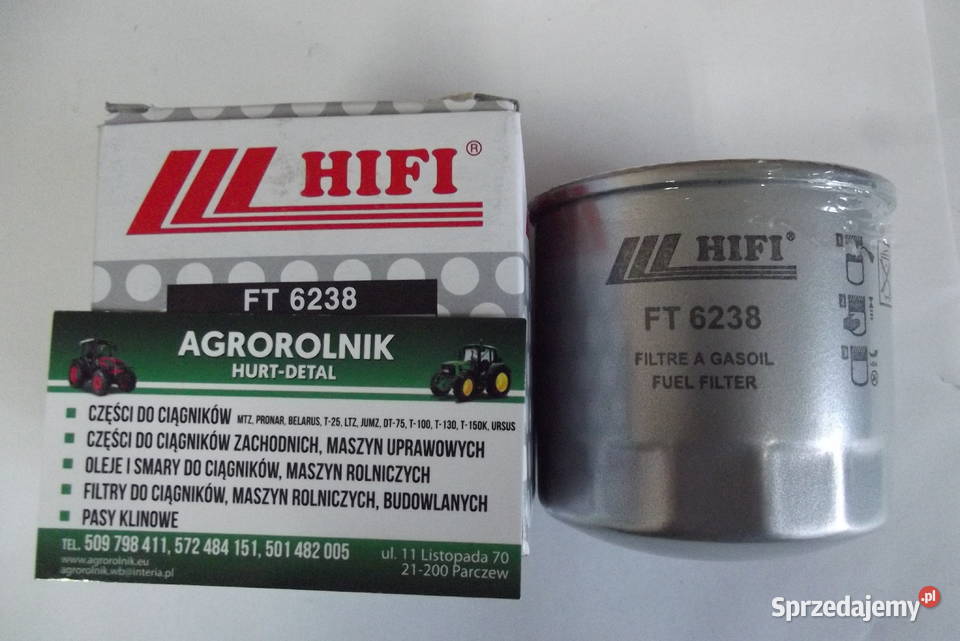 HIFI®
FT 6238
AGROROLNIK
HURT-DETAL
CZĘŚCI DO CIĄGNIKÓW MTZ, PRONAR, BELARUS, T-25, LTZ, JUMZ, DT-75, T-100, T-130, T-150K, URSUS
CZĘŚCI DO CIĄGNIKÓW ZACHODNICH, MASZYN UPRAWOWYCH
OLEJE I SMARY DO CIĄGNIKÓW, MASZYN ROLNICZYCH
FILTRY DO CIĄGNIKÓW, MASZYN ROLNICZYCH, BUDOWLANYCH
PASY KLINOWE
TEL. 509 798 411, 572 484 151, 501 482 005
www.agrorolnik.eu
agrorolnik.wb@interia.pl
ul. 11 Listopada 70
21-200 Parczew
HIFI®
FT 6238
FILTRE A GASOIL
FUEL FILTER
Sprzedajemy.pl